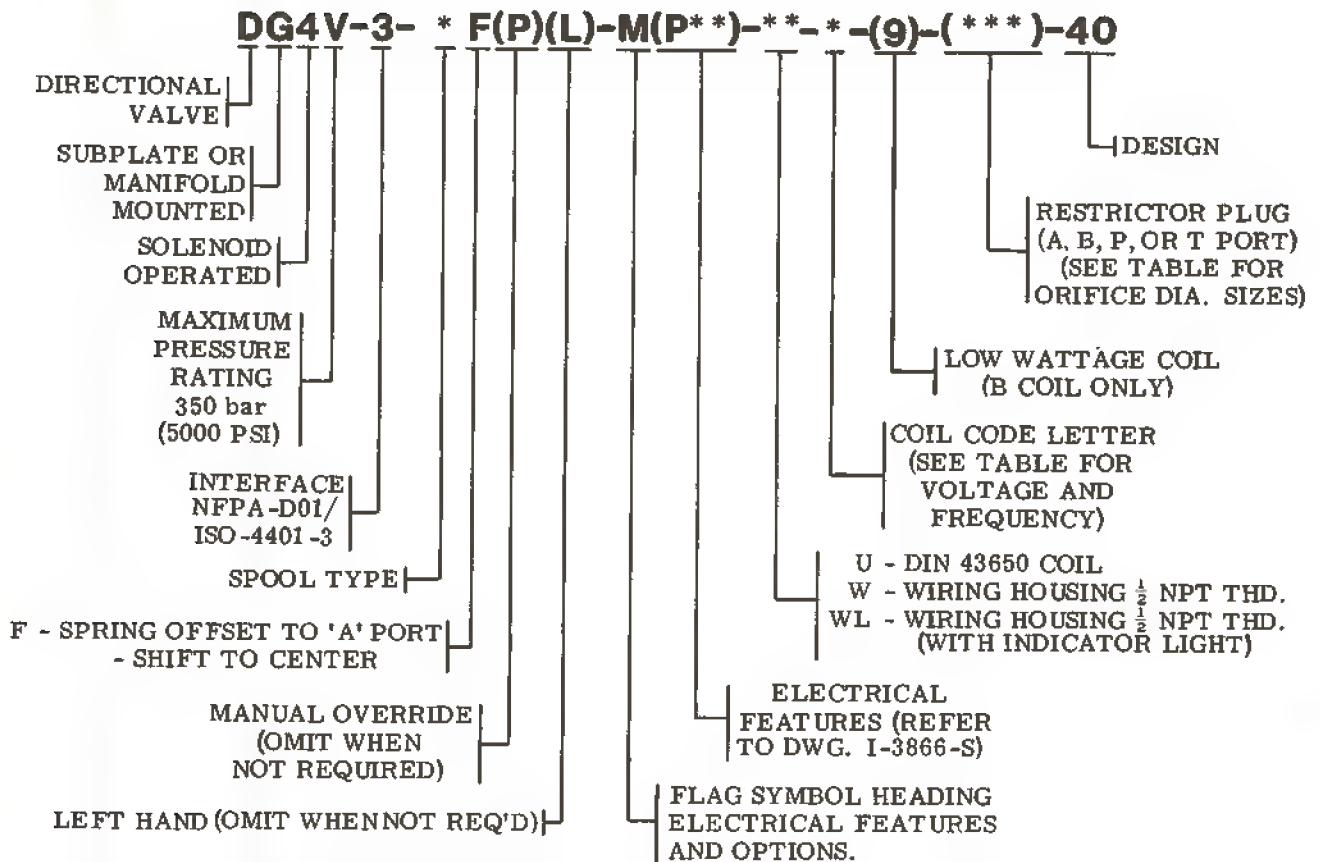 DG4V-3- * F(P)(L)-M(P**)-**-*-(9)-(***)-40
DIRECTIONAL
VALVE
SUBPLATE OR
MANIFOLD
MOUNTED
SOLENOID
OPERATED
MAXIMUM
PRESSURE
RATING
350 bar
(5000 PSI)
INTERFACE
NFPA-D01/
ISO-4401-3
SPOOL TYPE
F - SPRING OFFSET TO 'A' PORT
- SHIFT TO CENTER
MANUAL OVERRIDE
(OMIT WHEN
NOT REQUIRED)
LEFT HAND (OMIT WHEN NOT REQ'D)
DESIGN
RESTRICTOR PLUG
(A, B, P, OR T PORT)
(SEE TABLE FOR
ORIFICE DIA. SIZES)
LOW WATTAGE COIL
(B COIL ONLY)
COIL CODE LETTER
(SEE TABLE FOR
VOLTAGE AND
FREQUENCY)
U - DIN 43650 COIL
W - WIRING HOUSING ½ NPT THD.
WL - WIRING HOUSING ½ NPT THD.
(WITH INDICATOR LIGHT)
ELECTRICAL
FEATURES (REFER
TO DWG. I-3866-S)
FLAG SYMBOL HEADING
ELECTRICAL FEATURES
AND OPTIONS.